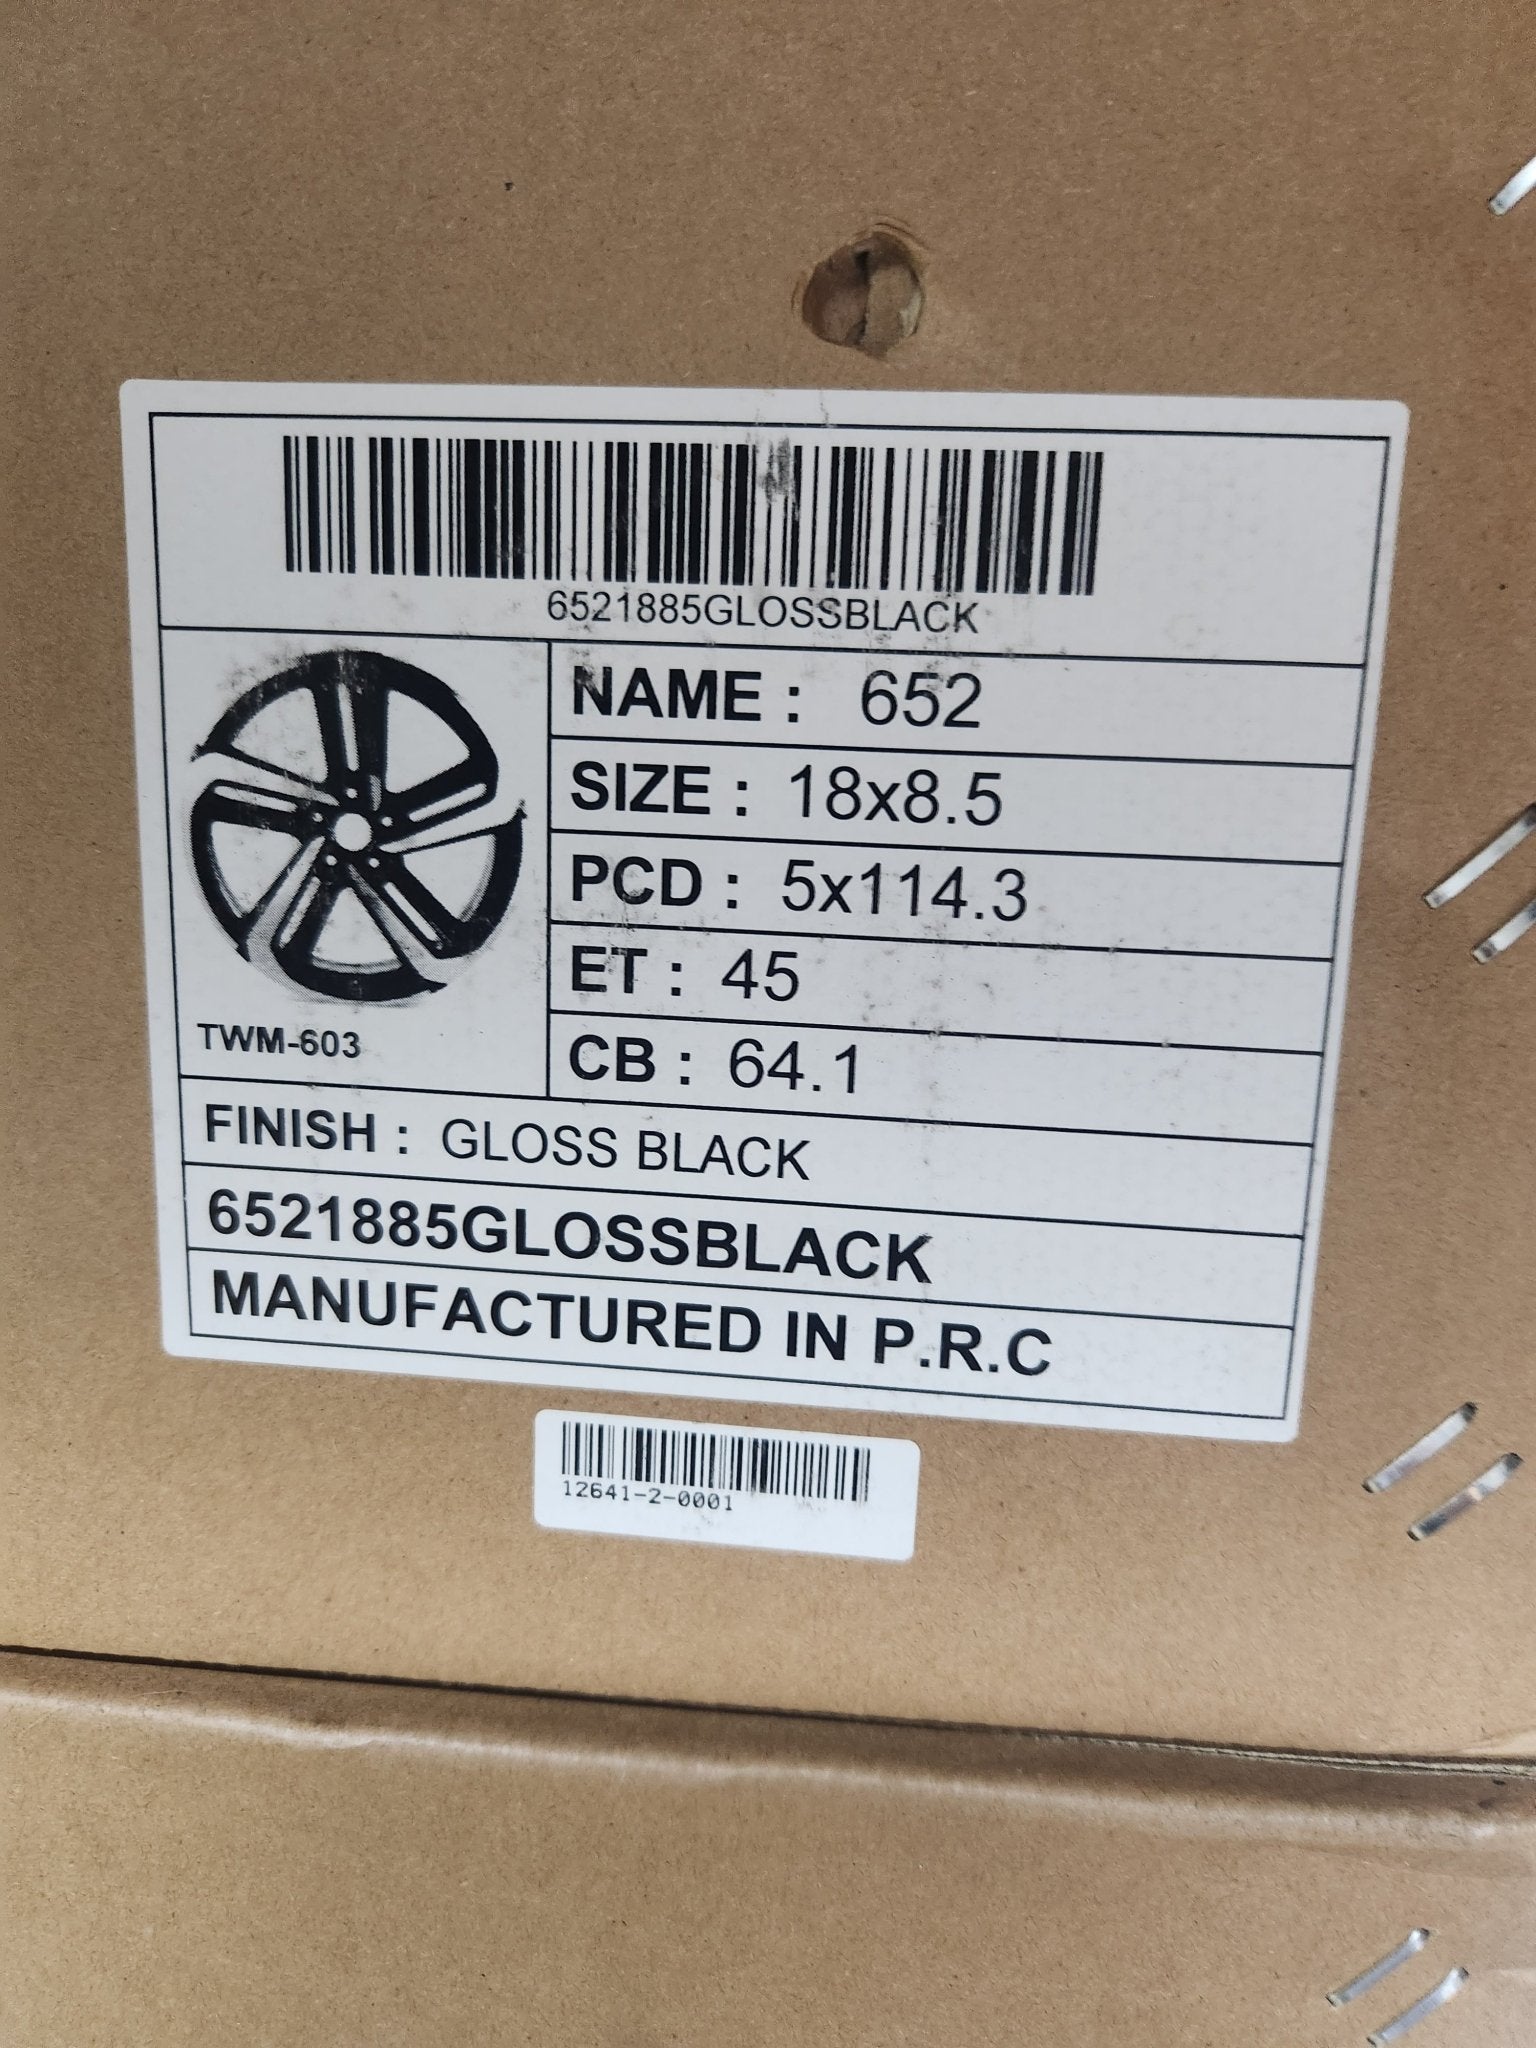 6521885GLOSSBLACK
NAME : 652
SIZE : 18x8.5
PCD : 5x114.3
ET : 45
CB : 64.1
TWM-603
FINISH : GLOSS BLACK
6521885GLOSSBLACK
MANUFACTURED IN P.R.C
12641-2-0001